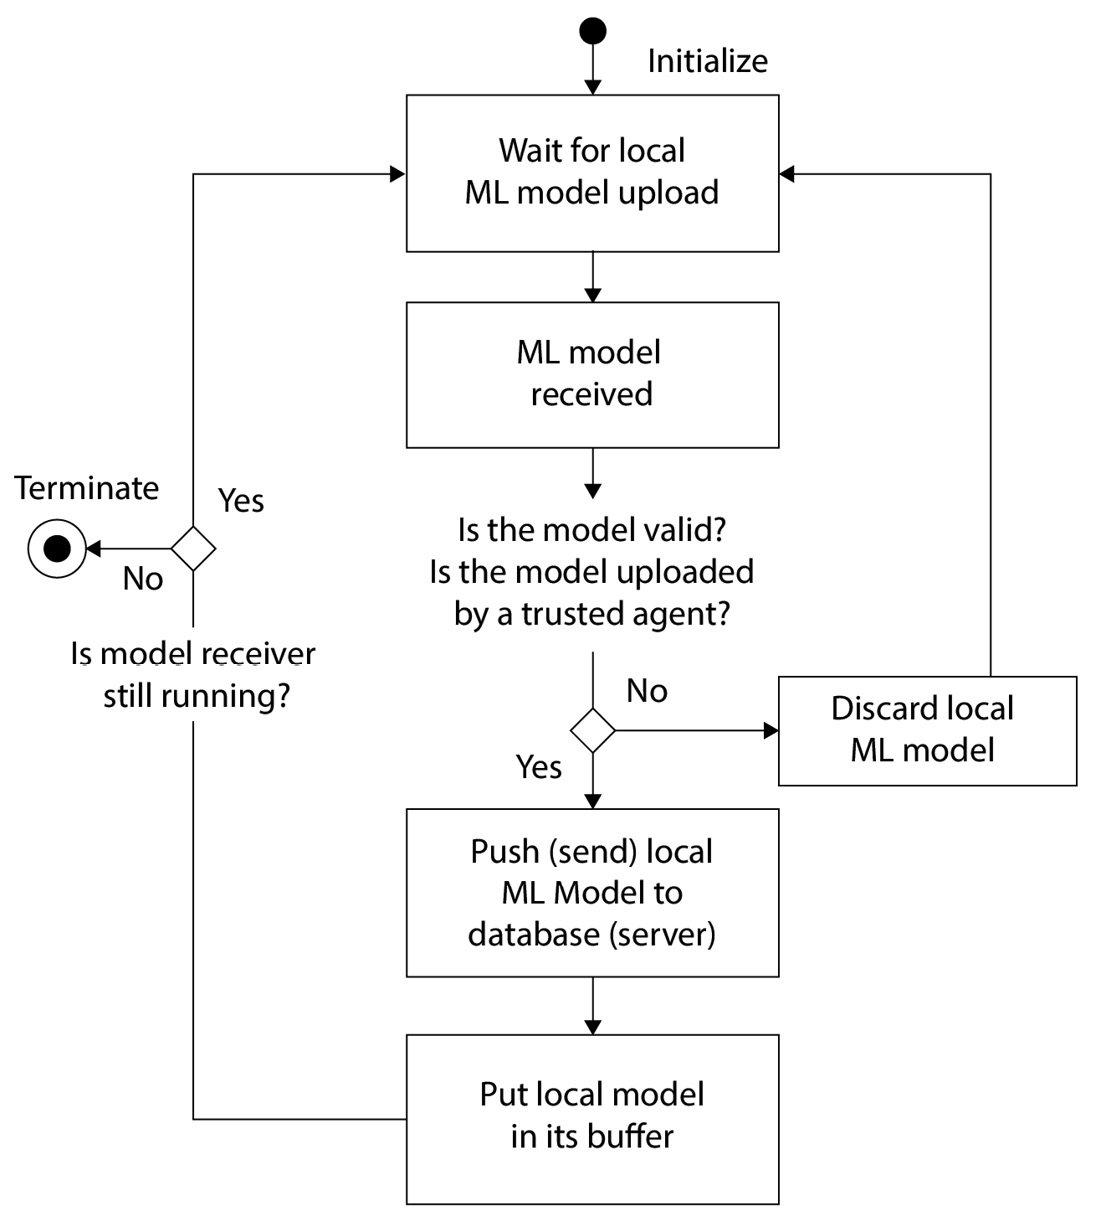 Initialize
Wait for local
ML model upload
ML model
received
Terminate
Yes
No
Is model receiver
still running?
Is the model valid?
Is the model uploaded
by a trusted agent?
No
Yes
Discard local
ML model
Push (send) local
ML Model to
database (server)
Put local model
in its buffer